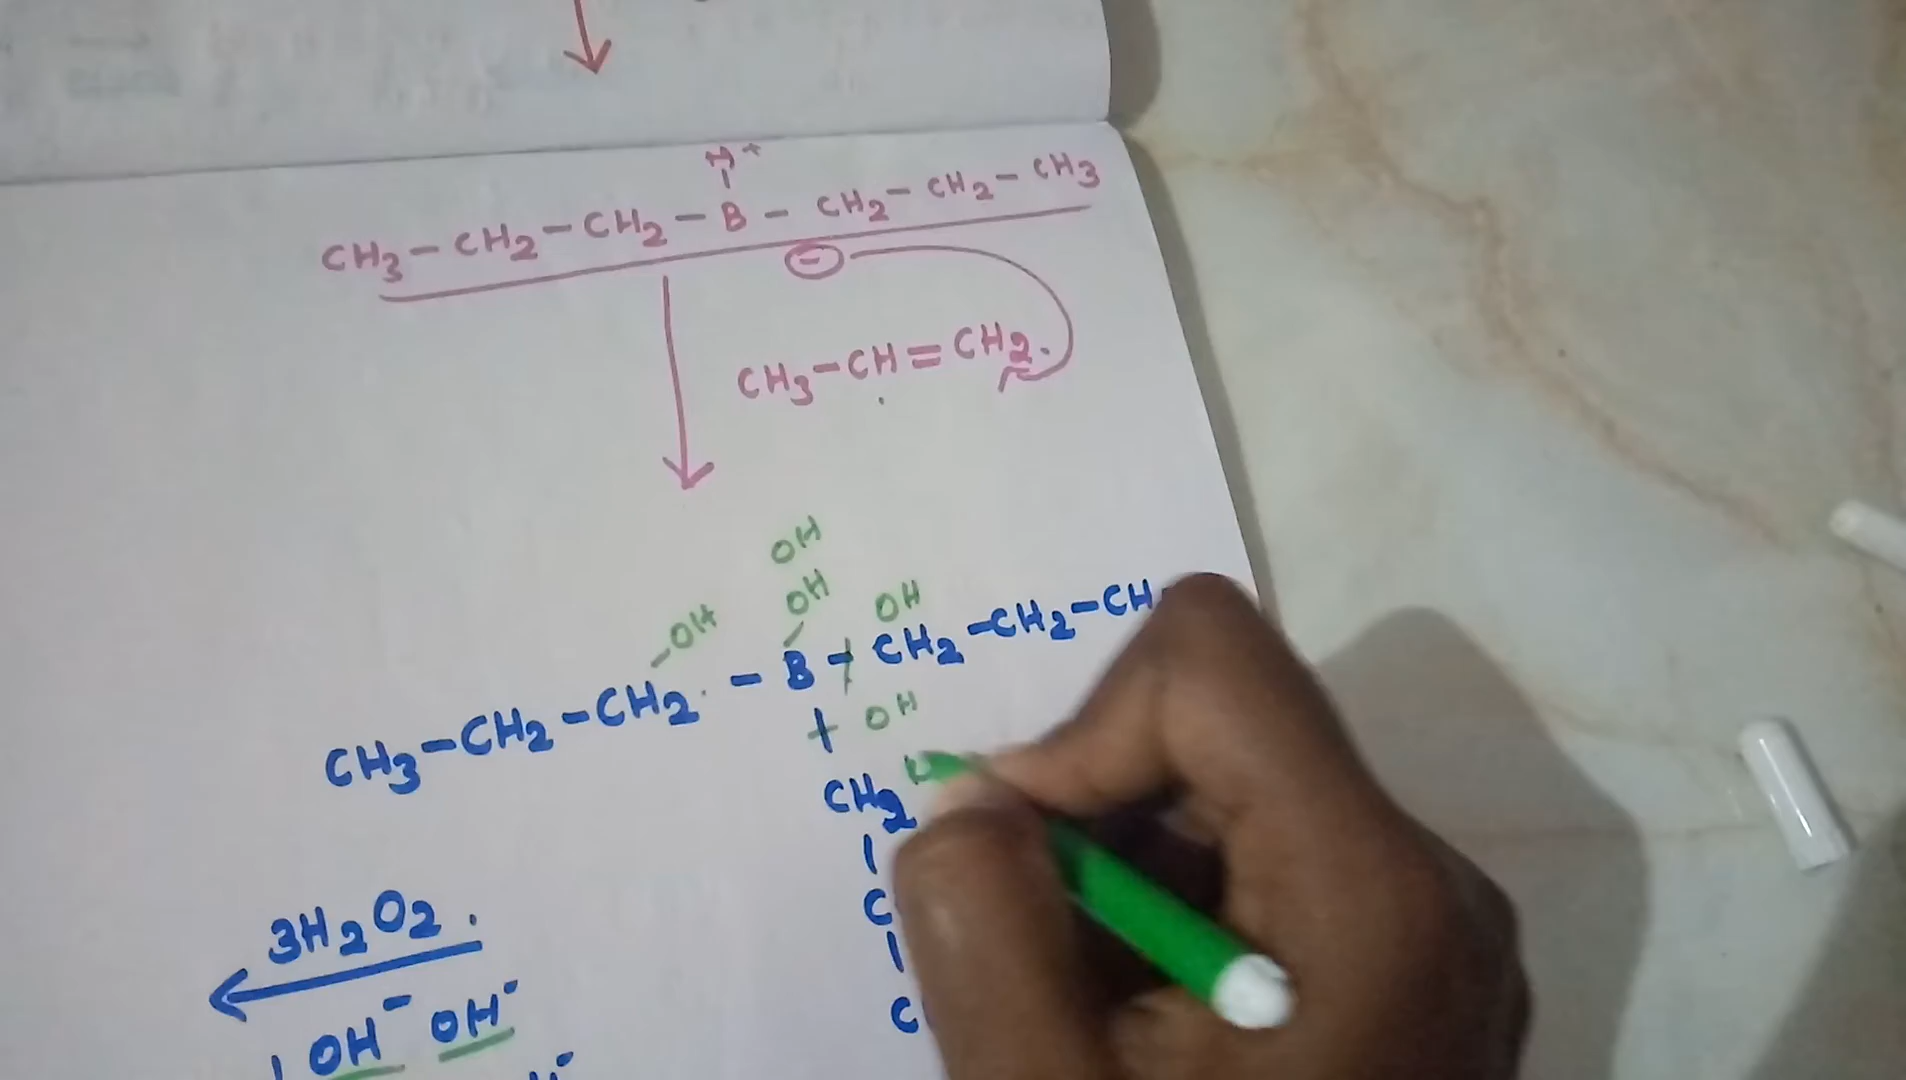 H+
CH3-CH2-CH2-B-CH2-CH2-CH3
-
CH3-CH=CH2.
OH
-OH OH OH
CH3-CH2-CH2-B-CH2-CH2-CH
OH
CH2
C
C
3H2O2.
OH- OH-